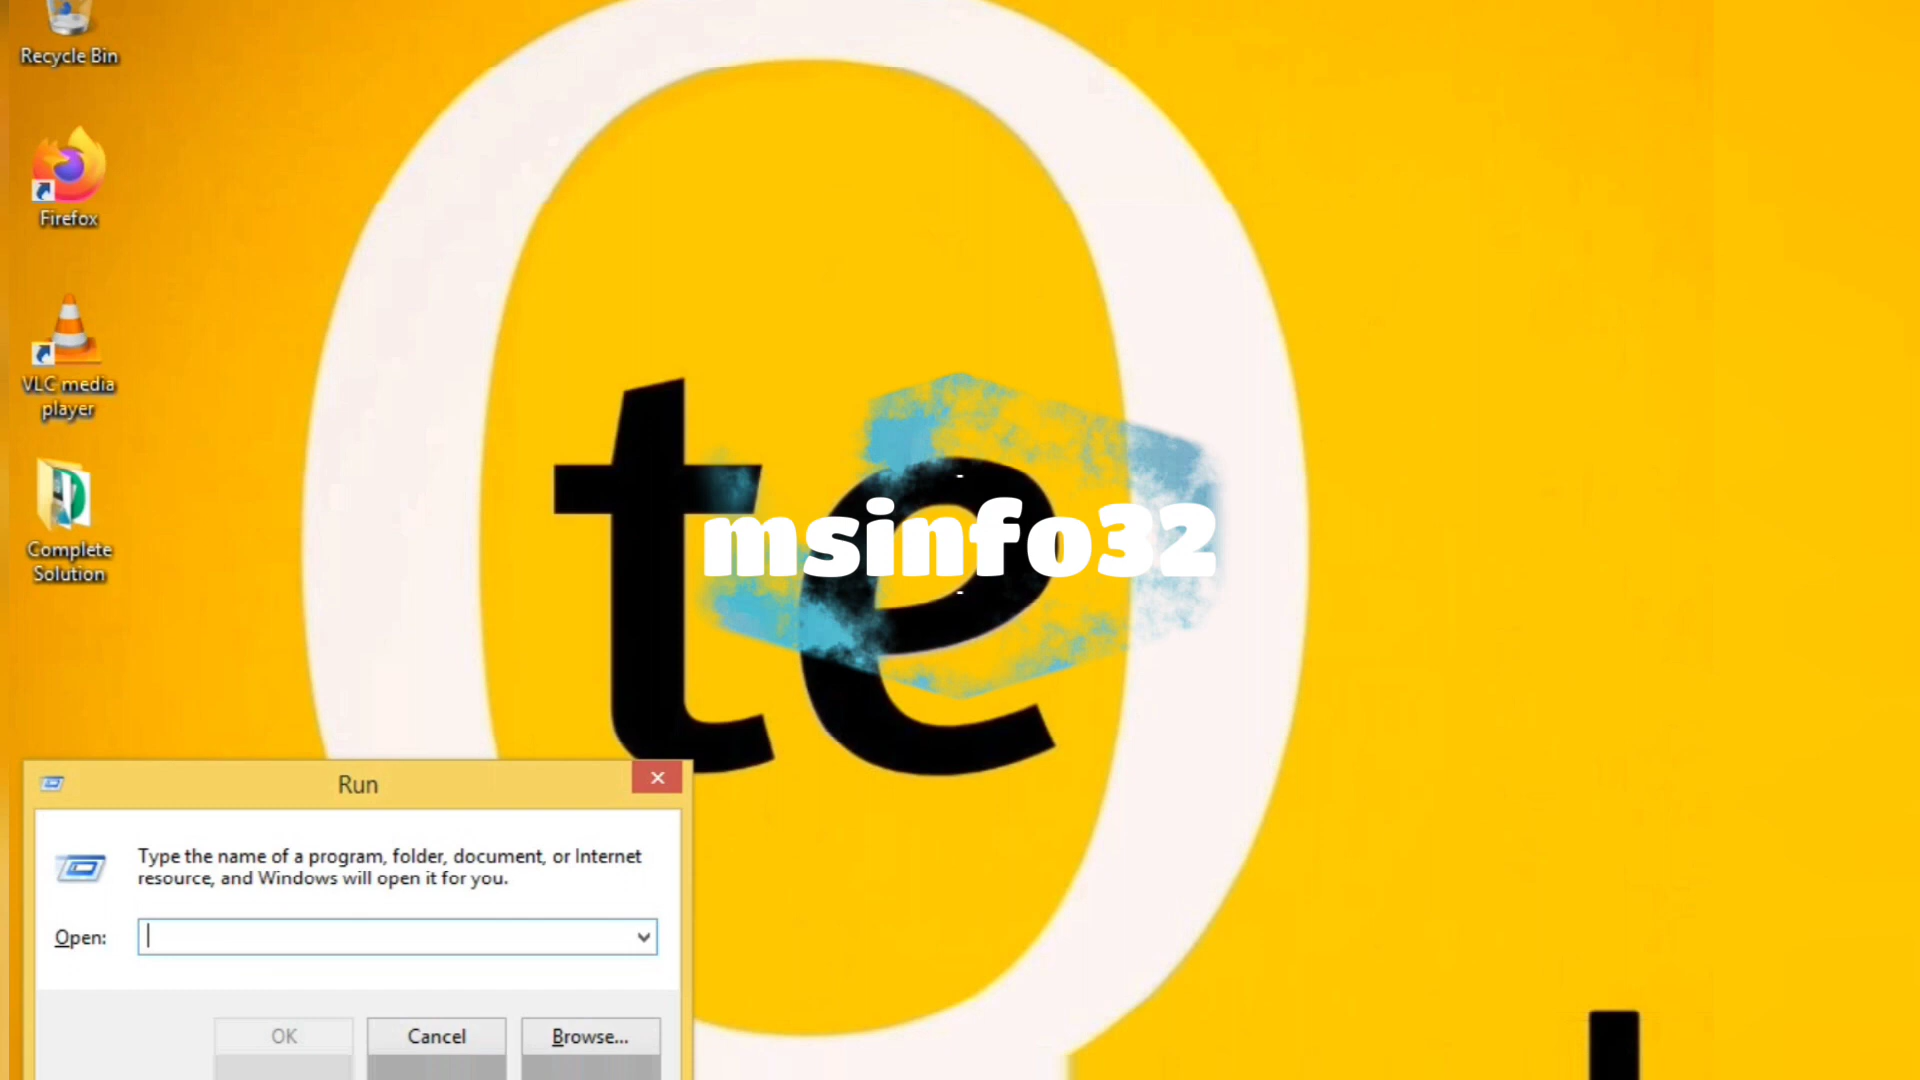 Recycle Bin
Firefox
VLC media
player
Complete
Solution
te
msinfo32
Run
Type the name of a program, folder, document, or Internet
resource, and Windows will open it for you.
Open:
OK
Cancel
Browse...